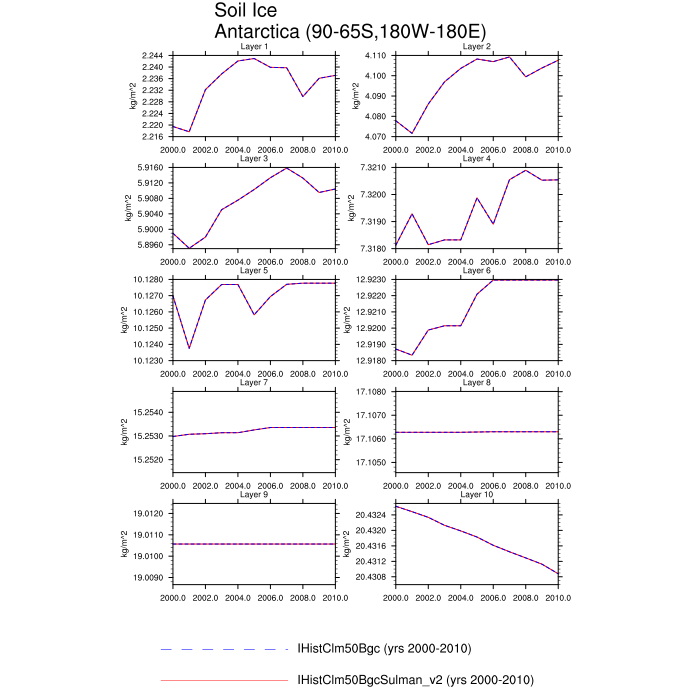 Soil Ice
Antarctica (90-65S,180W-180E)
Layer 1
Layer 2
2.244
2.240
2.236
2.232
2.228
2.224
2.220
2.216
kg/m^2
2000.0 2002.0 2004.0 2006.0 2008.0 2010.0
4.110
4.100
4.090
4.080
4.070
kg/m^2
2000.0 2002.0 2004.0 2006.0 2008.0 2010.0
Layer 3
Layer 4
5.9160
5.9120
5.9080
5.9040
5.9000
5.8960
kg/m^2
2000.0 2002.0 2004.0 2006.0 2008.0 2010.0
7.3210
7.3200
7.3190
7.3180
kg/m^2
2000.0 2002.0 2004.0 2006.0 2008.0 2010.0
Layer 5
Layer 6
10.1280
10.1270
10.1260
10.1250
10.1240
10.1230
kg/m^2
2000.0 2002.0 2004.0 2006.0 2008.0 2010.0
12.9230
12.9220
12.9210
12.9200
12.9190
12.9180
kg/m^2
2000.0 2002.0 2004.0 2006.0 2008.0 2010.0
Layer 7
Layer 8
15.2540
15.2530
15.2520
kg/m^2
2000.0 2002.0 2004.0 2006.0 2008.0 2010.0
17.1080
17.1070
17.1060
17.1050
kg/m^2
2000.0 2002.0 2004.0 2006.0 2008.0 2010.0
Layer 9
Layer 10
19.0120
19.0110
19.0100
19.0090
kg/m^2
2000.0 2002.0 2004.0 2006.0 2008.0 2010.0
20.4324
20.4320
20.4316
20.4312
20.4308
kg/m^2
2000.0 2002.0 2004.0 2006.0 2008.0 2010.0
IHistClm50Bgc (yrs 2000-2010)
IHistClm50BgcSulman_v2 (yrs 2000-2010)